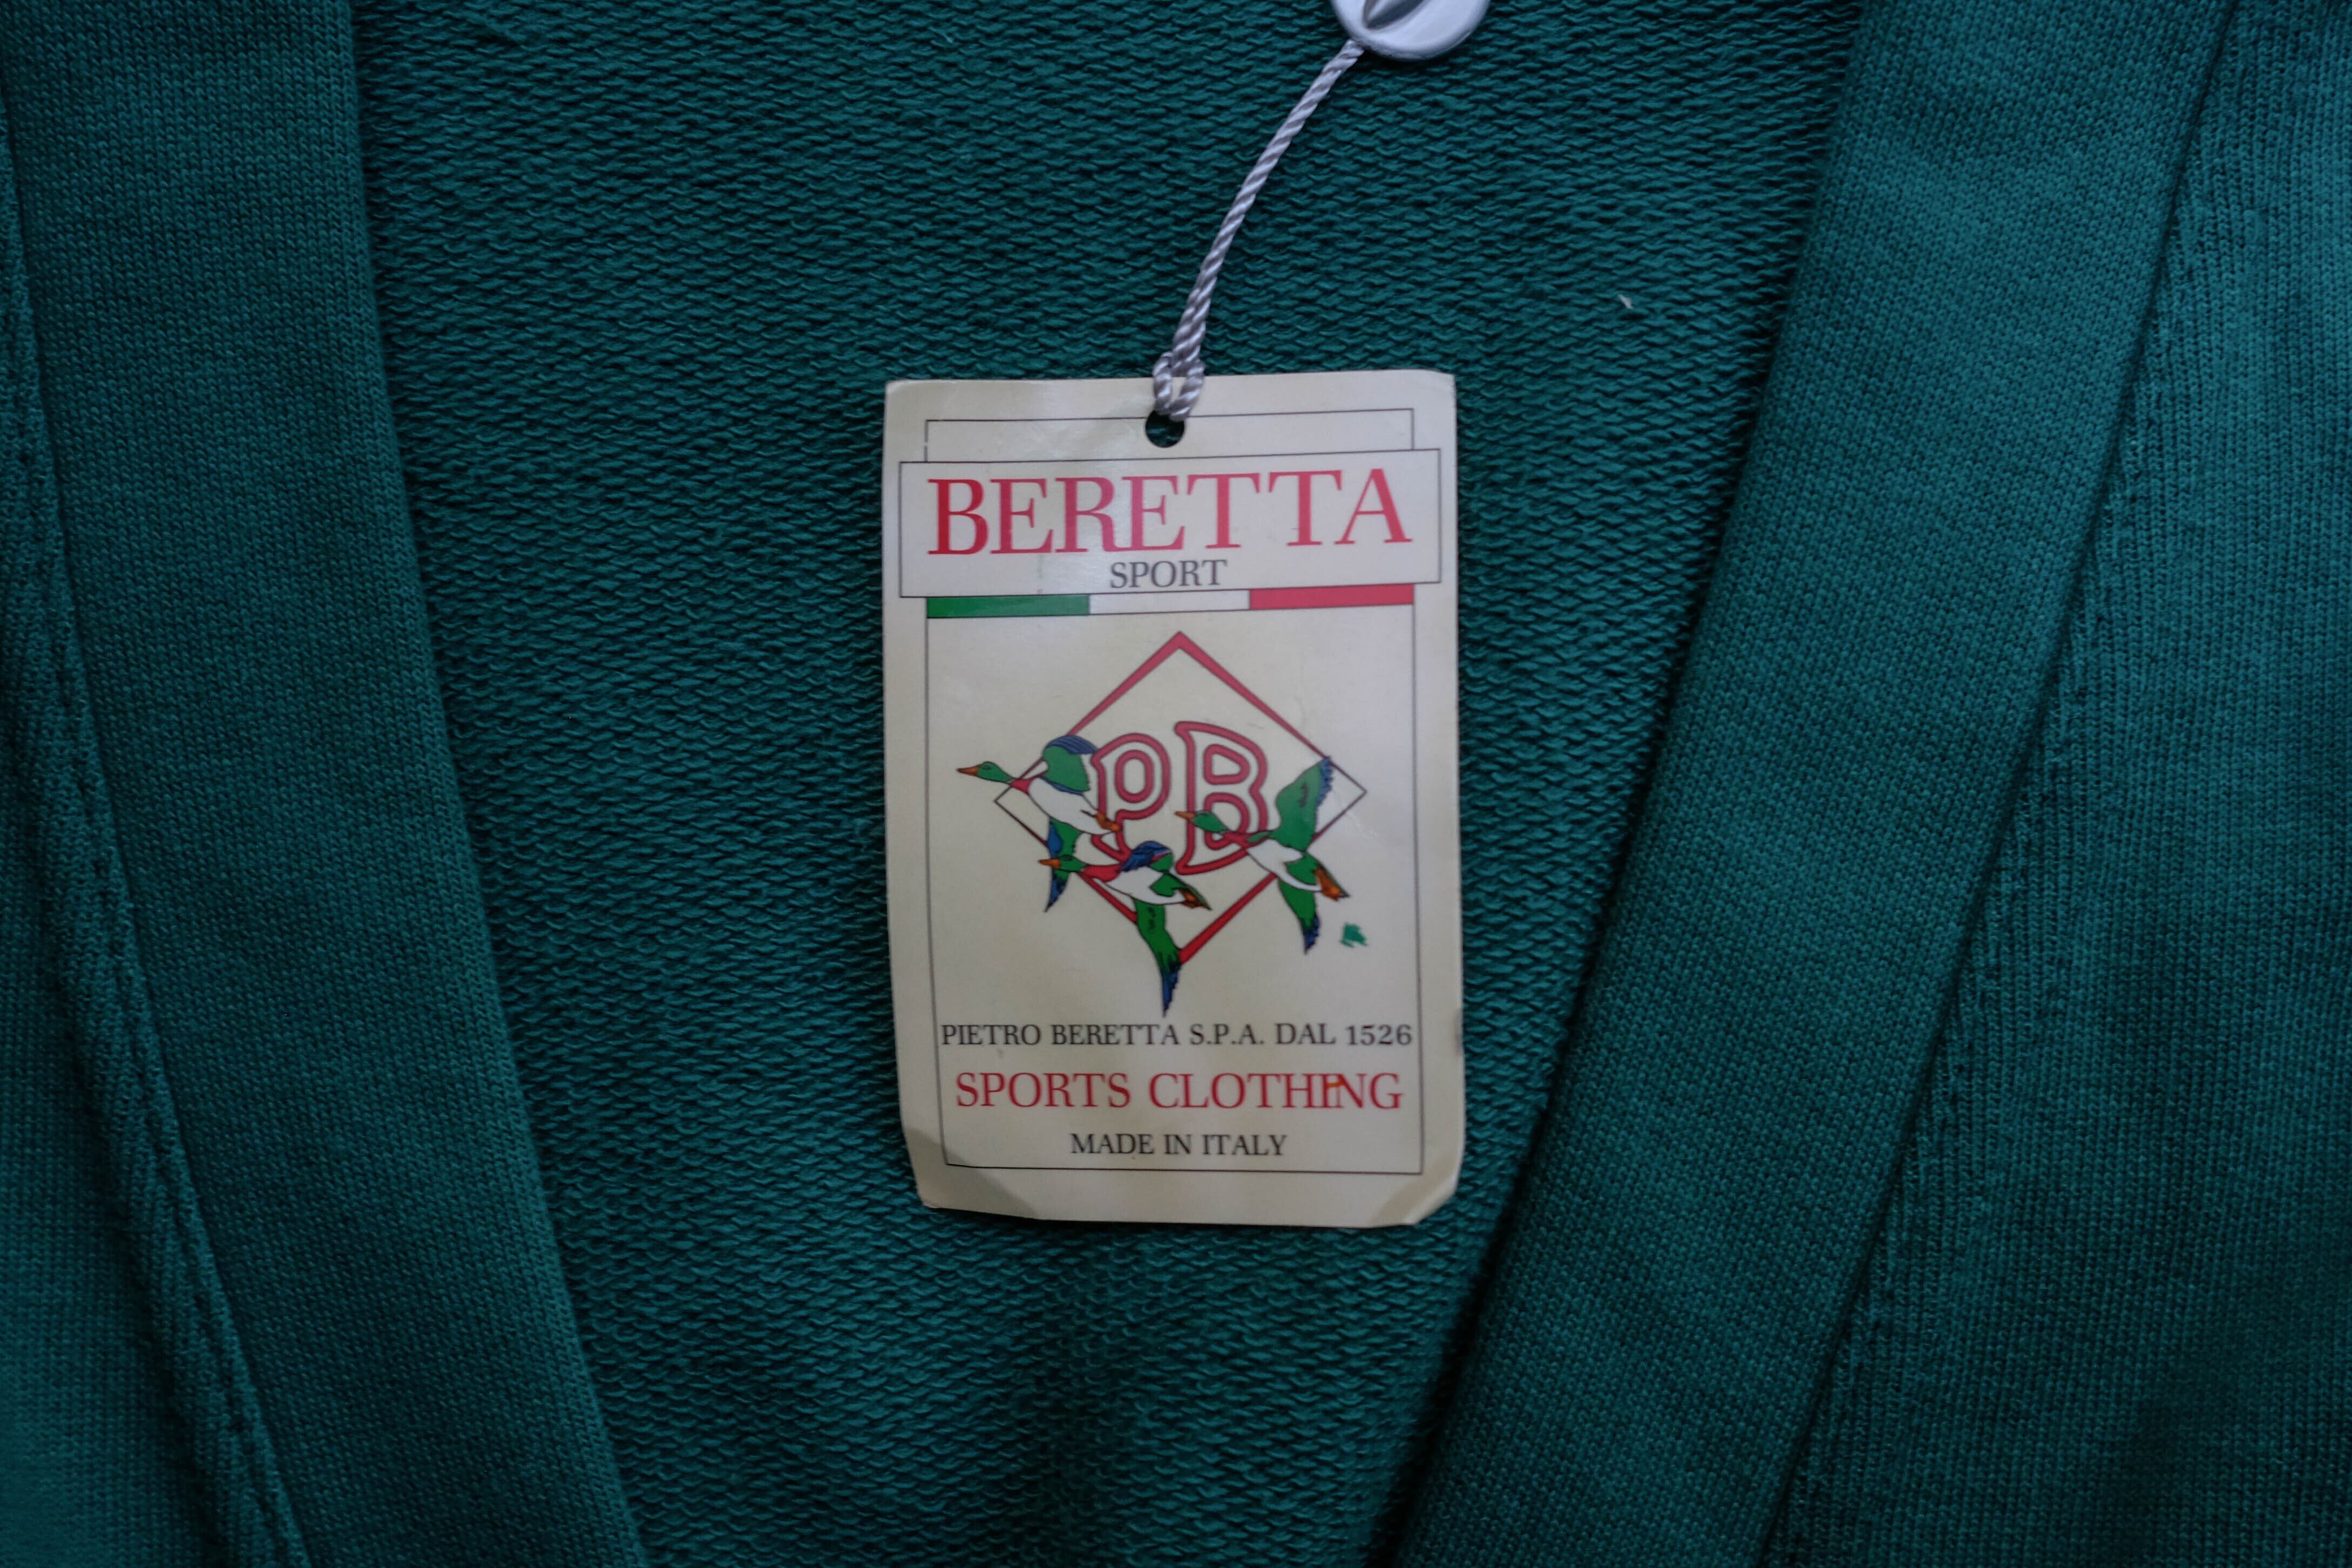 BERETTA
SPORT
PB
PIETRO BERETTA S.P.A. DAL 1526
SPORTS CLOTHING
MADE IN ITALY